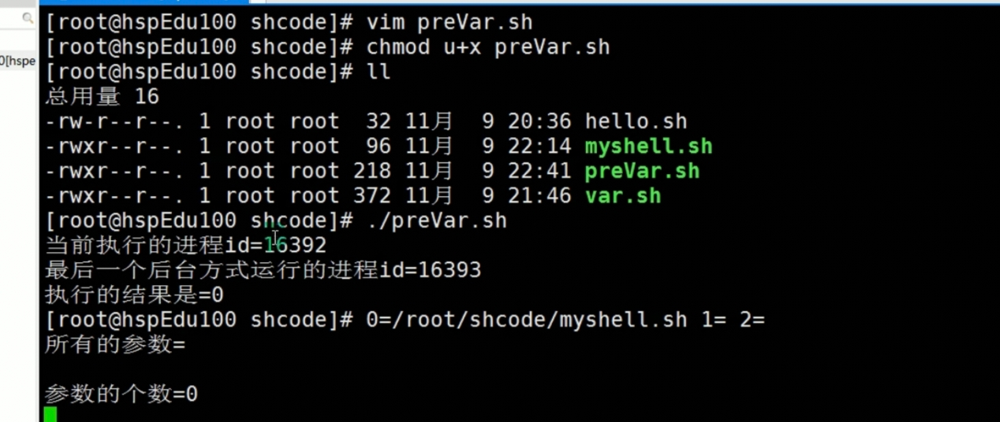 0[hspe
[root@hspEdu100 shcode]# vim preVar.sh
[root@hspEdu100 shcode]# chmod u+x preVar.sh
[root@hspEdu100 shcode]# ll
总用量 16
-rw-r--r--. 1 root root  32 11月  9 20:36 hello.sh
-rwxr--r--. 1 root root  96 11月  9 22:14 myshell.sh
-rwxr--r--. 1 root root 218 11月  9 22:41 preVar.sh
-rwxr--r--. 1 root root 372 11月  9 21:46 var.sh
[root@hspEdu100 shcode]# ./preVar.sh
当前执行的进程id=16392
最后一个后台方式运行的进程id=16393
执行的结果是=0
[root@hspEdu100 shcode]# 0=/root/shcode/myshell.sh 1= 2=
所有的参数=
参数的个数=0